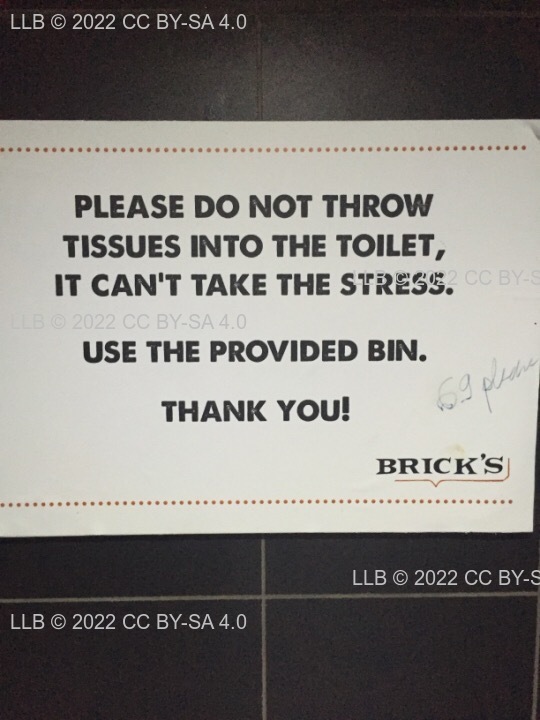 LLB © 2022 CC BY-SA 4.0
PLEASE DO NOT THROW
TISSUES INTO THE TOILET,
IT CAN'T TAKE THE STRESS.
LLB © 2022 CC BY-S
LLB © 2022 CC BY-SA 4.0
USE THE PROVIDED BIN.
THANK YOU!
69 please
BRICK'S
LLB © 2022 CC BY-S
LLB © 2022 CC BY-SA 4.0